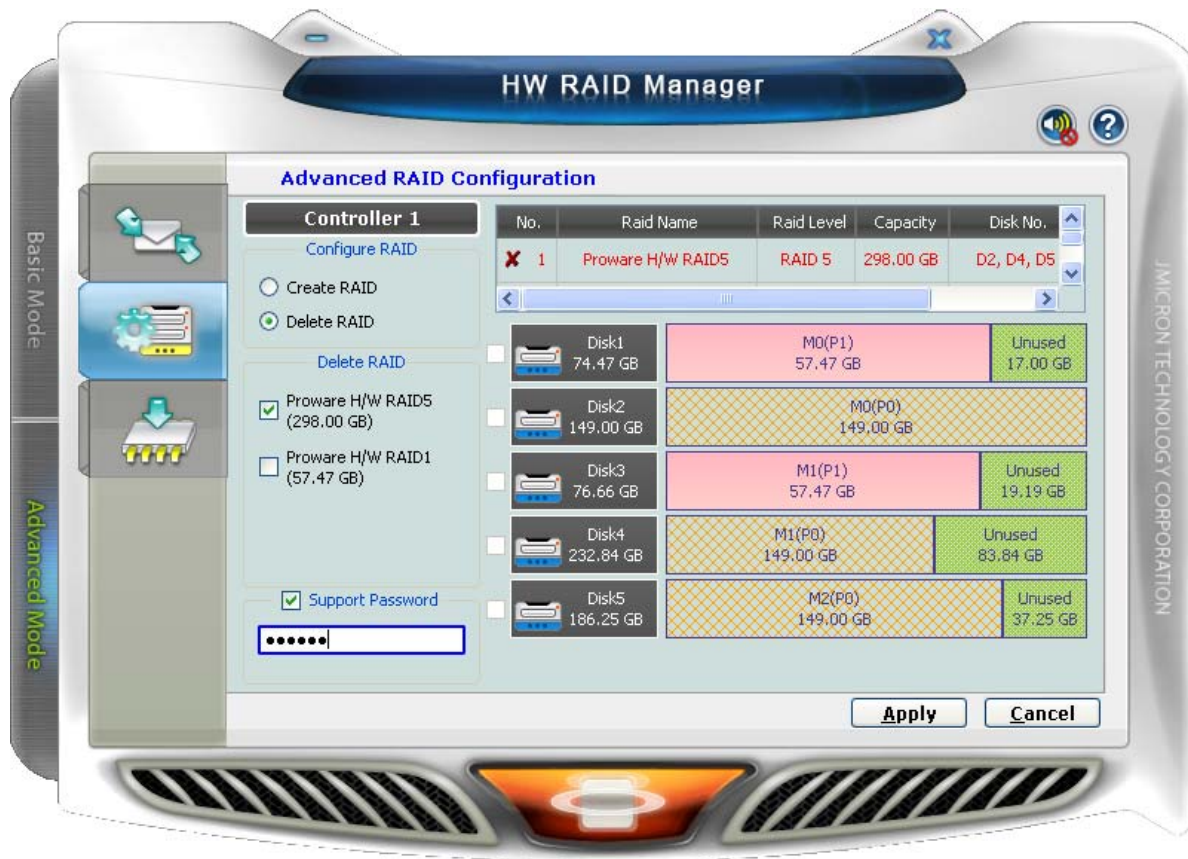 HW RAID Manager
Basic Mode
Advanced Mode
Advanced RAID Configuration
Controller 1
Configure RAID
Create RAID
Delete RAID
Delete RAID
Proware H/W RAID5
(298.00 GB)
Proware H/W RAID1
(57.47 GB)
Support Password
No. Raid Name Raid Level Capacity Disk No.
1 Proware H/W RAID5 RAID 5 298.00 GB D2, D4, D5
Disk1
74.47 GB
M0(P1)
57.47 GB
Unused
17.00 GB
Disk2
149.00 GB
M0(P0)
149.00 GB
Disk3
76.66 GB
M1(P1)
57.47 GB
Unused
19.19 GB
Disk4
232.84 GB
M1(P0)
149.00 GB
Unused
83.84 GB
Disk5
186.25 GB
M2(P0)
149.00 GB
Unused
37.25 GB
Apply
Cancel
JMICRON TECHNOLOGY CORPORATION